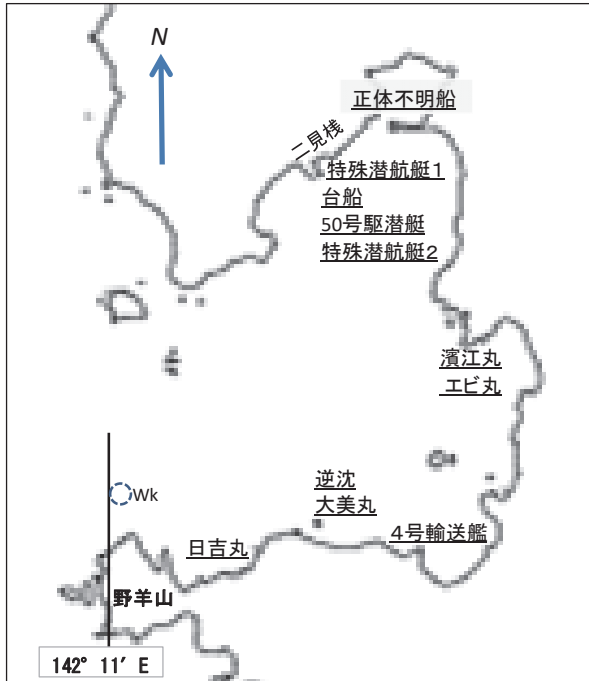 N
正体不明船
二見桟
特殊潜航艇1
台船
50号駆潜艇
特殊潜航艇2
濱江丸
エビ丸
Wk
逆沈
大美丸
4号輸送艦
日吉丸
野羊山
142° 11′ E